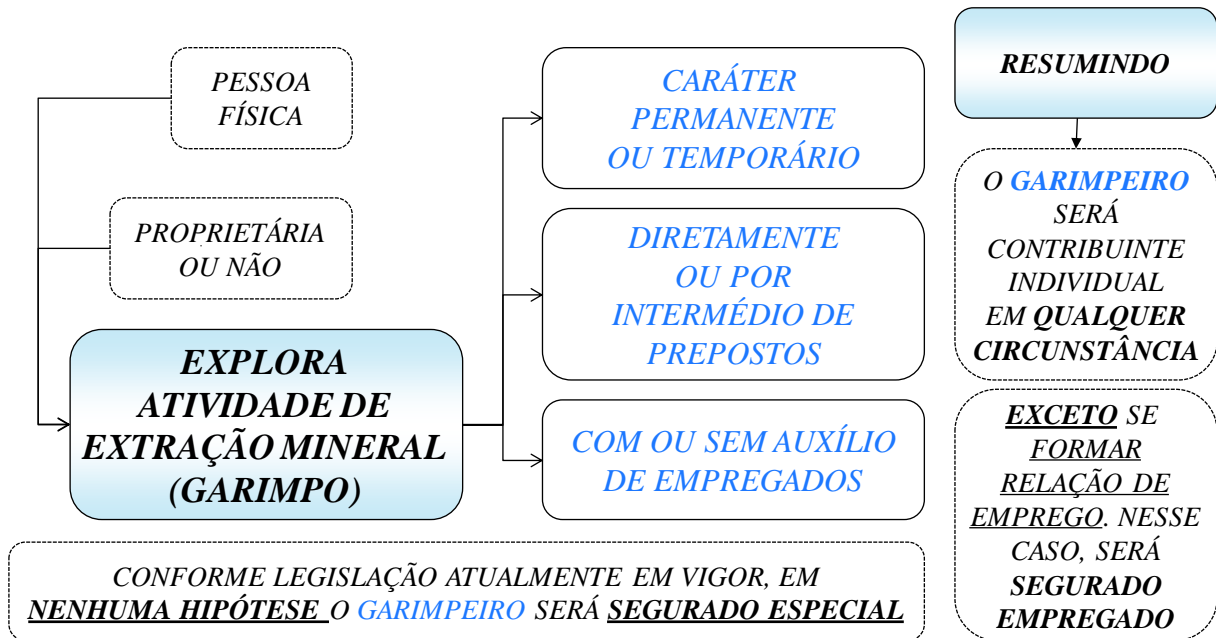 PESSOA
FÍSICA
PROPRIETÁRIA
OU NÃO
EXPLORA
ATIVIDADE DE
EXTRAÇÃO MINERAL
(GARIMPO)
CARÁTER
PERMANENTE
OU TEMPORÁRIO
DIRETAMENTE
OU POR
INTERMÉDIO DE
PREPOSTOS
COM OU SEM AUXÍLIO
DE EMPREGADOS
RESUMINDO
O GARIMPEIRO
SERÁ
CONTRIBUINTE
INDIVIDUAL
EM QUALQUER
CIRCUNSTÂNCIA
EXCETO SE
FORMAR
RELAÇÃO DE
EMPREGO. NESSE
CASO, SERÁ
SEGURADO
EMPREGADO
CONFORME LEGISLAÇÃO ATUALMENTE EM VIGOR, EM
NENHUMA HIPÓTESE O GARIMPEIRO SERÁ SEGURADO ESPECIAL